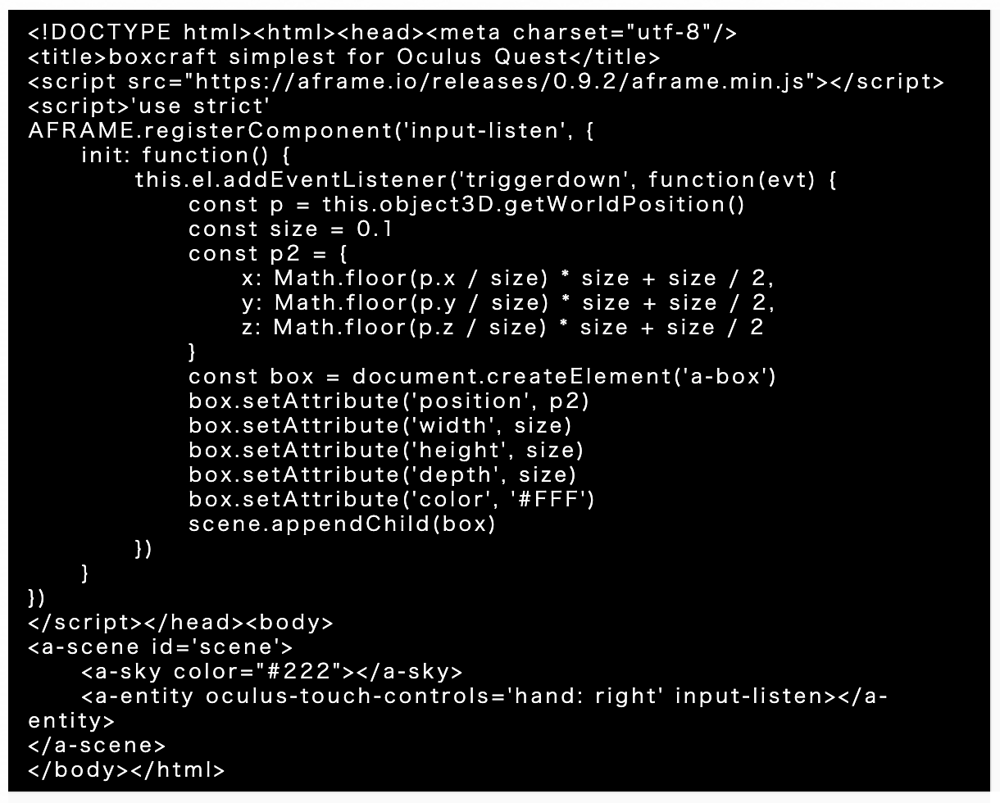 <!DOCTYPE html><html><head><meta charset="utf-8"/>
<title>boxcraft simplest for Oculus Quest</title>
<script src="https://aframe.io/releases/0.9.2/aframe.min.js"></script>
<script>'use strict'
AFRAME.registerComponent('input-listen', {
    init: function() {
        this.el.addEventListener('triggerdown', function(evt) {
            const p = this.object3D.getWorldPosition()
            const size = 0.1
            const p2 = {
                x: Math.floor(p.x / size) * size + size / 2,
                y: Math.floor(p.y / size) * size + size / 2,
                z: Math.floor(p.z / size) * size + size / 2
            }
            const box = document.createElement('a-box')
            box.setAttribute('position', p2)
            box.setAttribute('width', size)
            box.setAttribute('height', size)
            box.setAttribute('depth', size)
            box.setAttribute('color', '#FFF')
            scene.appendChild(box)
        })
    }
})
</script></head><body>
<a-scene id='scene'>
    <a-sky color="#222"></a-sky>
    <a-entity oculus-touch-controls='hand: right' input-listen></a-
entity>
</a-scene>
</body></html>